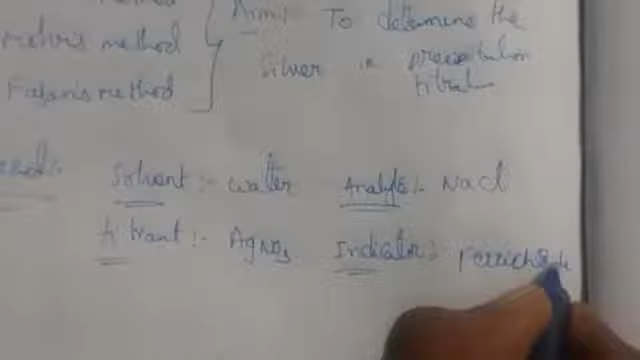 method
Mohr's method
Fajan's method
Aim: To determine the
Silver in precipitation
titration
Solvent :- water Analyte :- NaCl
titrant :- AgNO3 Indicator :-